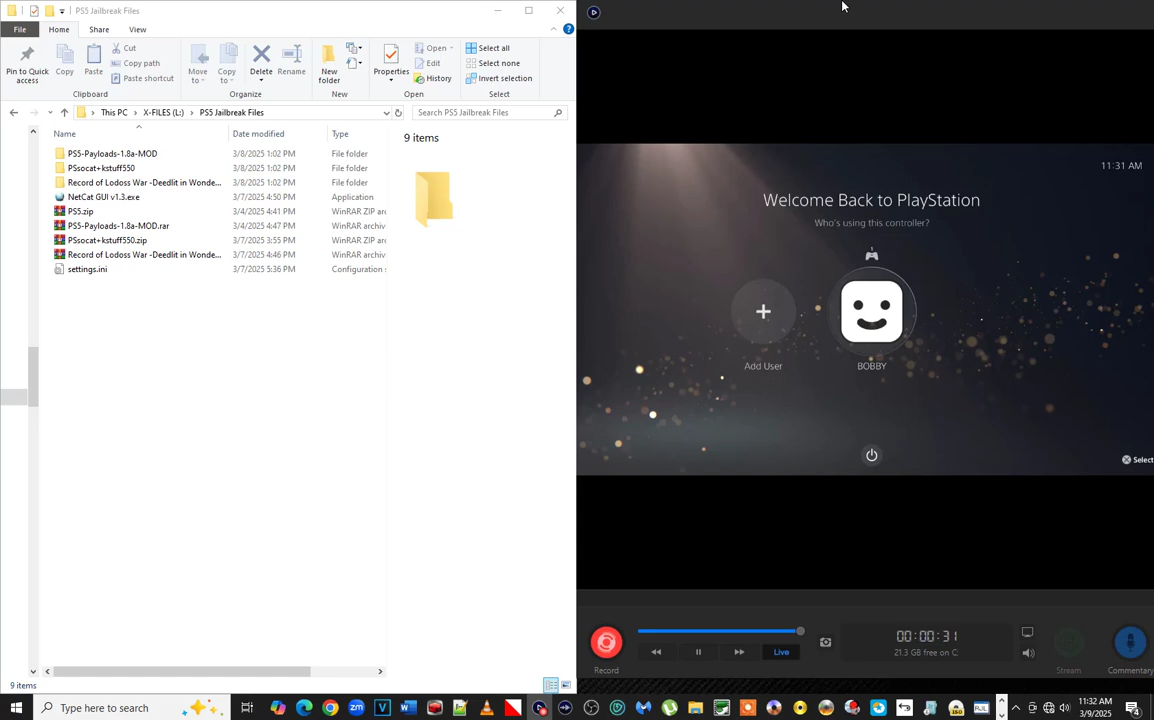 PS5 Jailbreak Files
File Home Share View
Pin to Quick access
Copy
Paste
Cut
Copy path
Paste shortcut
Clipboard
Move to
Copy to
Delete
Rename
Organize
New folder
New
Properties
Open
Edit
History
Open
Select all
Select none
Invert selection
Select
This PC X-FILES (L:) PS5 Jailbreak Files
Search PS5 Jailbreak Files
Name Date modified Type
PS5-Payloads-1.8a-MOD 3/8/2025 1:02 PM File folder
PSsocat+kstuff550 3/8/2025 1:02 PM File folder
Record of Lodoss War -Deedlit in Wonde... 3/8/2025 1:02 PM File folder
NetCat GUI v1.3.exe 3/7/2025 4:50 PM Application
PS5.zip 3/4/2025 4:41 PM WinRAR ZIP arc
PS5-Payloads-1.8a-MOD.rar 3/4/2025 4:47 PM WinRAR archiv
PSsocat+kstuff550.zip 3/7/2025 3:55 PM WinRAR ZIP arc
Record of Lodoss War -Deedlit in Wonde... 3/7/2025 4:46 PM WinRAR archiv
settings.ini 3/7/2025 5:36 PM Configuration s
9 items
9 items
11:31 AM
Welcome Back to PlayStation
Who's using this controller?
Add User
BOBBY
Select
Record
Live
00:00:31
21.3 GB free on C:
Stream
Commentary
Type here to search
11:32 AM
3/9/2025
4